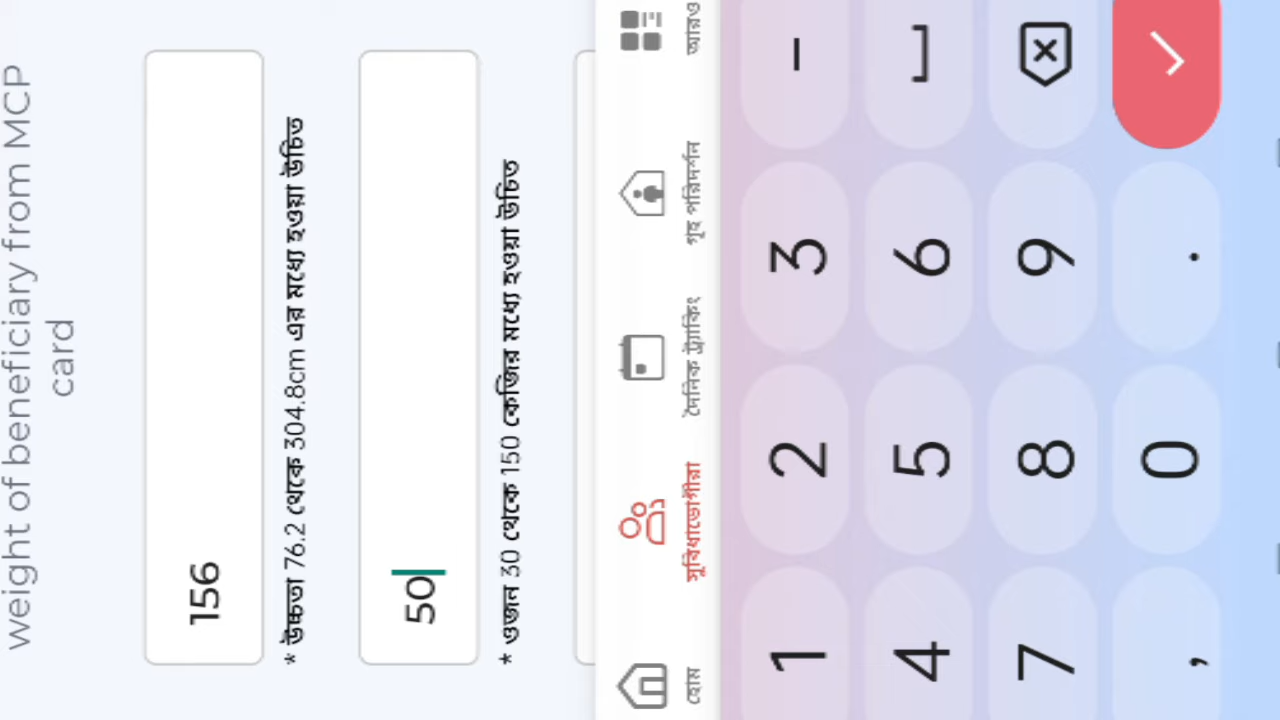 weight of beneficiary from MCP
card
156
* উচ্চতা 76.2 থেকে 304.8cm এর মধ্যে হওয়া উচিত
50
* ওজন 30 থেকে 150 কেজির মধ্যে হওয়া উচিত
হোম
সুবিধাভোগীরা
দৈনিক ট্র্যাকিং
গৃহ পরিদর্শন
আরও
1 2 3 –
4 5 6
7 8 9
, 0 .